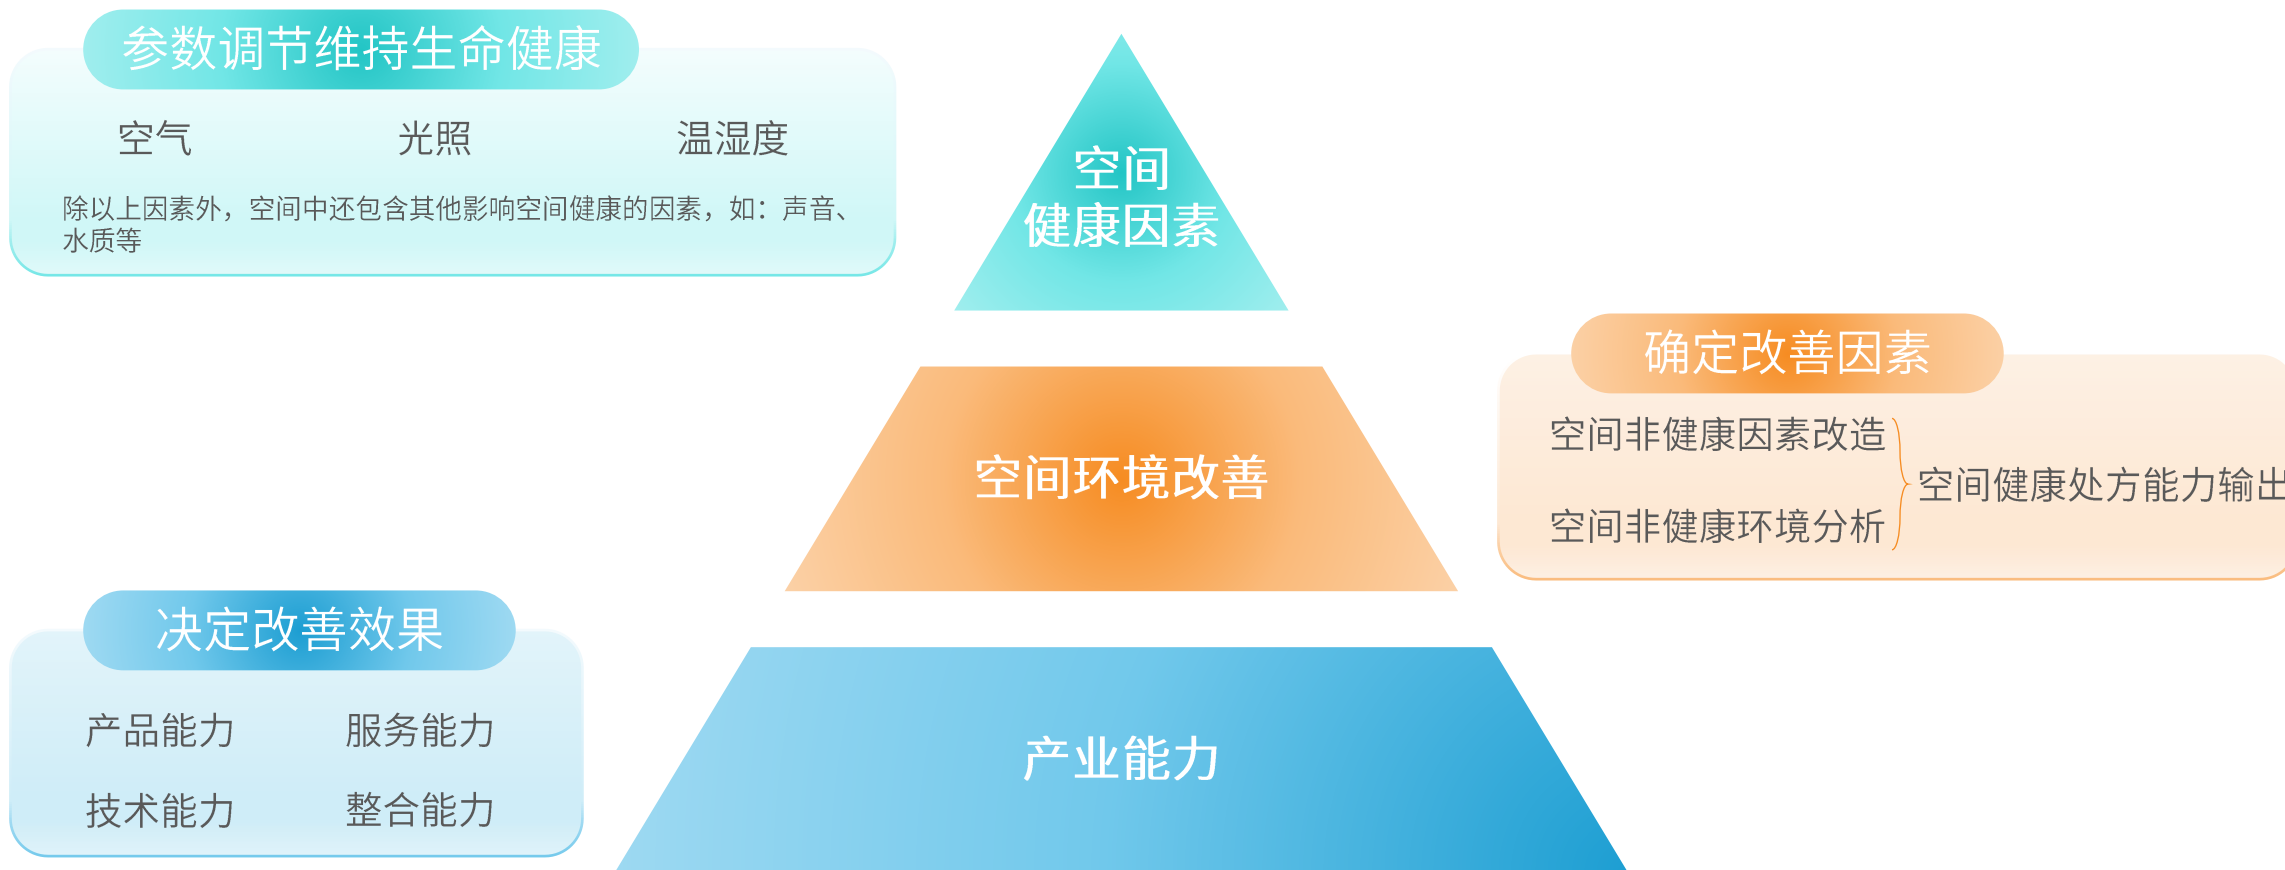 参数调节维持生命健康
空气
光照
温湿度
除以上因素外，空间中还包含其他影响空间健康的因素，如：声音、
水质等
空间
健康因素
确定改善因素
空间非健康因素改造
空间健康处方能力输出
空间非健康环境分析
空间环境改善
决定改善效果
产品能力
服务能力
技术能力
整合能力
产业能力